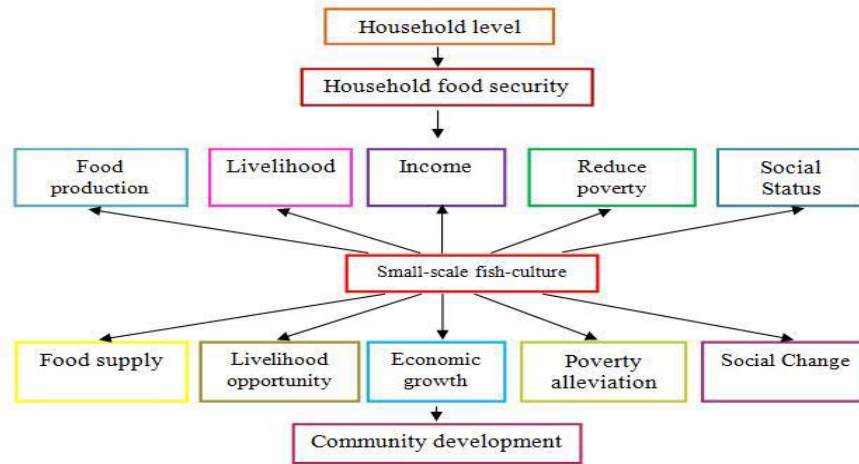 Household level
Household food security
Food
production
Livelihood
Income
Reduce
poverty
Social
Status
Small-scale fish-culture
Food supply
Livelihood
opportunity
Economic
growth
Poverty
alleviation
Social Change
Community development